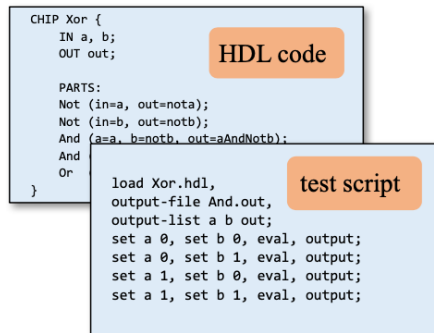 CHIP Xor {
IN a, b;
OUT out;
HDL code
PARTS:
Not (in=a, out=nota);
Not (in=b, out=notb);
And (a=a, b=notb, out=aAndNotb);
And
Or
}
load Xor.hdl,
output-file And.out,
output-list a b out;
test script
set a 0, set b 0, eval, output;
set a 0, set b 1, eval, output;
set a 1, set b 0, eval, output;
set a 1, set b 1, eval, output;